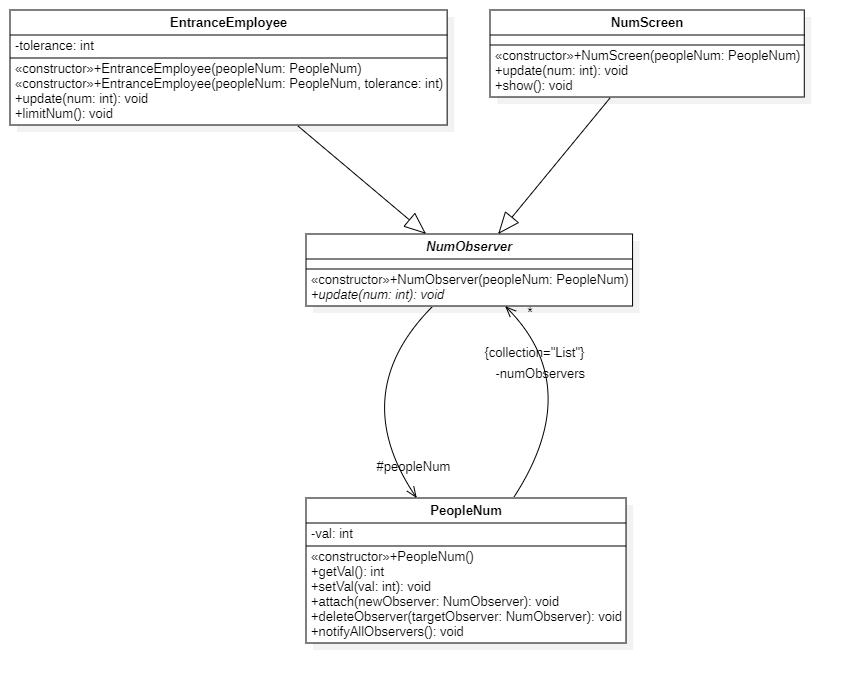 EntranceEmployee
-tolerance: int
«constructor»+EntranceEmployee(peopleNum: PeopleNum)
«constructor»+EntranceEmployee(peopleNum: PeopleNum, tolerance: int)
+update(num: int): void
+limitNum(): void
NumScreen
«constructor»+NumScreen(peopleNum: PeopleNum)
+update(num: int): void
+show(): void
NumObserver
«constructor»+NumObserver(peopleNum: PeopleNum)
+update(num: int): void
*
{collection="List"}
-numObservers
#peopleNum
PeopleNum
-val: int
«constructor»+PeopleNum()
+getVal(): int
+setVal(val: int): void
+attach(newObserver: NumObserver): void
+deleteObserver(targetObserver: NumObserver): void
+notifyAllObservers(): void